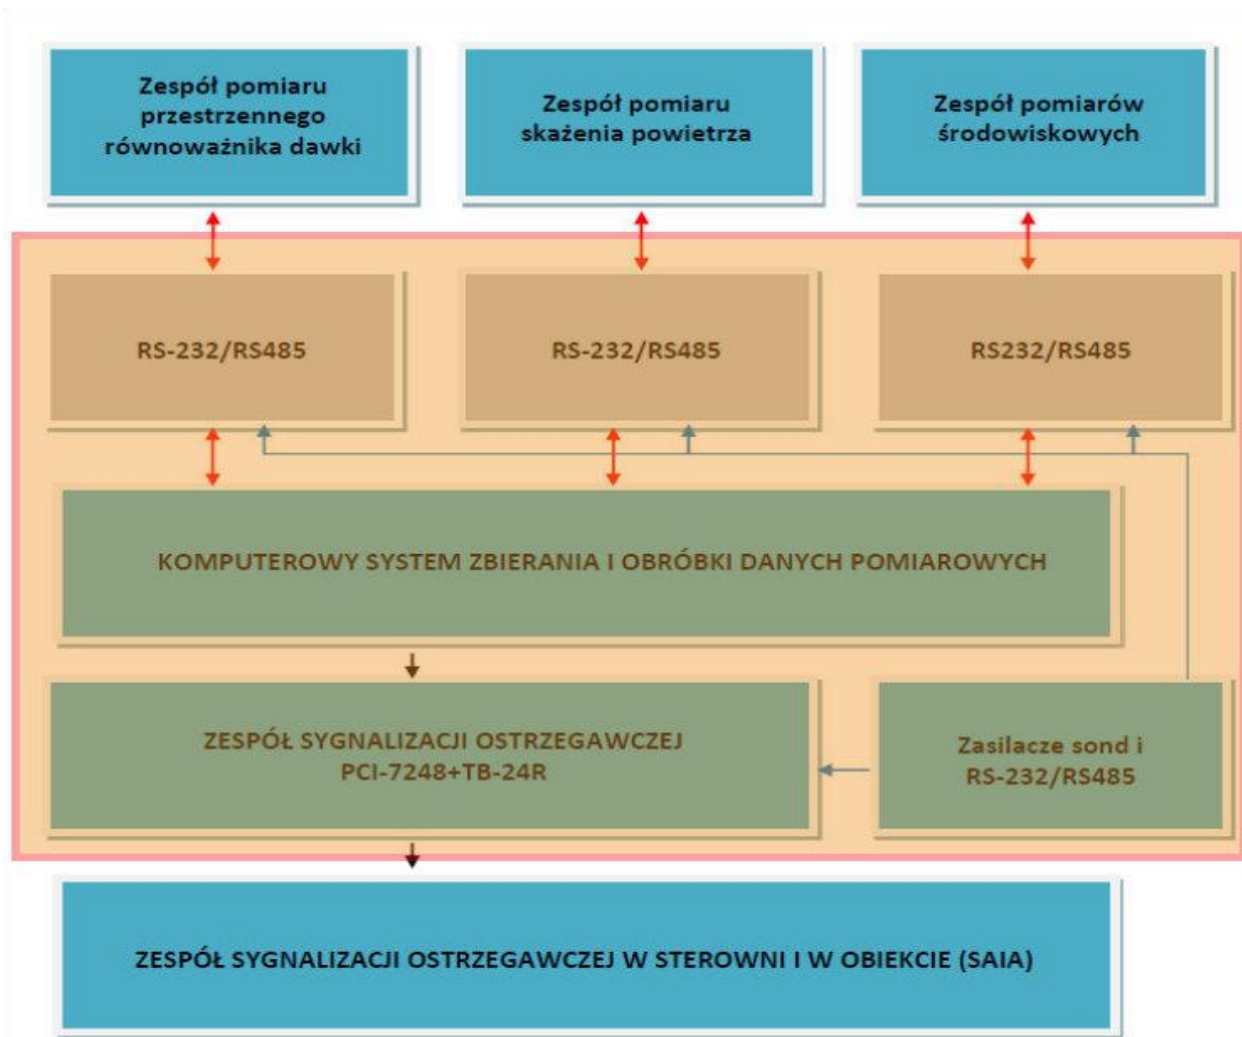 Zespół pomiaru
przestrzennego
równoważnika dawki
Zespół pomiaru
skażenia powietrza
Zespół pomiarów
środowiskowych
RS-232/RS485
RS-232/RS485
RS232/RS485
KOMPUTEROWY SYSTEM ZBIERANIA I OBRÓBKI DANYCH POMIAROWYCH
ZESPÓŁ SYGNALIZACJI OSTRZEGAWCZEJ
PCI-7248+TB-24R
Zasilacze sond i
RS-232/RS485
ZESPÓŁ SYGNALIZACJI OSTRZEGAWCZEJ W STEROWNI I W OBIEKCIE (SAIA)